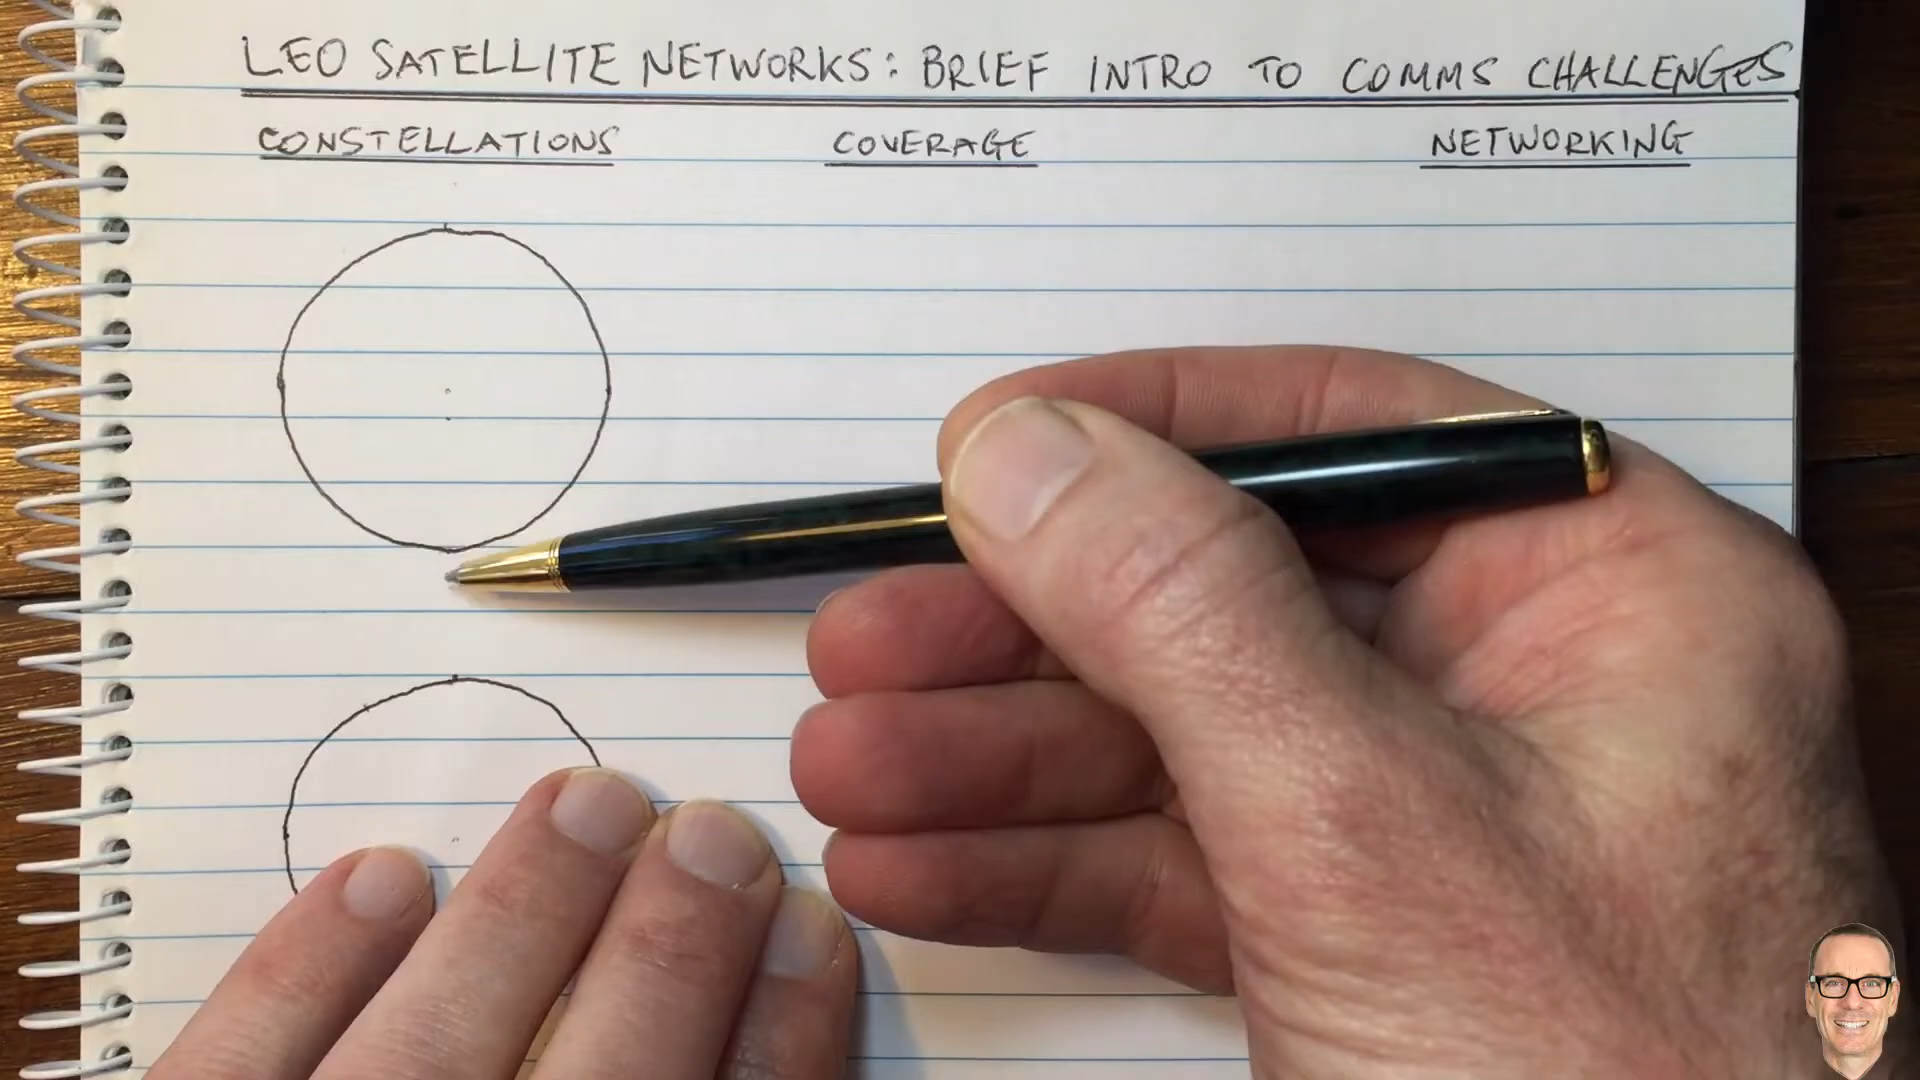 LEO SATELLITE NETWORKS: BRIEF INTRO TO COMMS CHALLENGES
CONSTELLATIONS COVERAGE NETWORKING